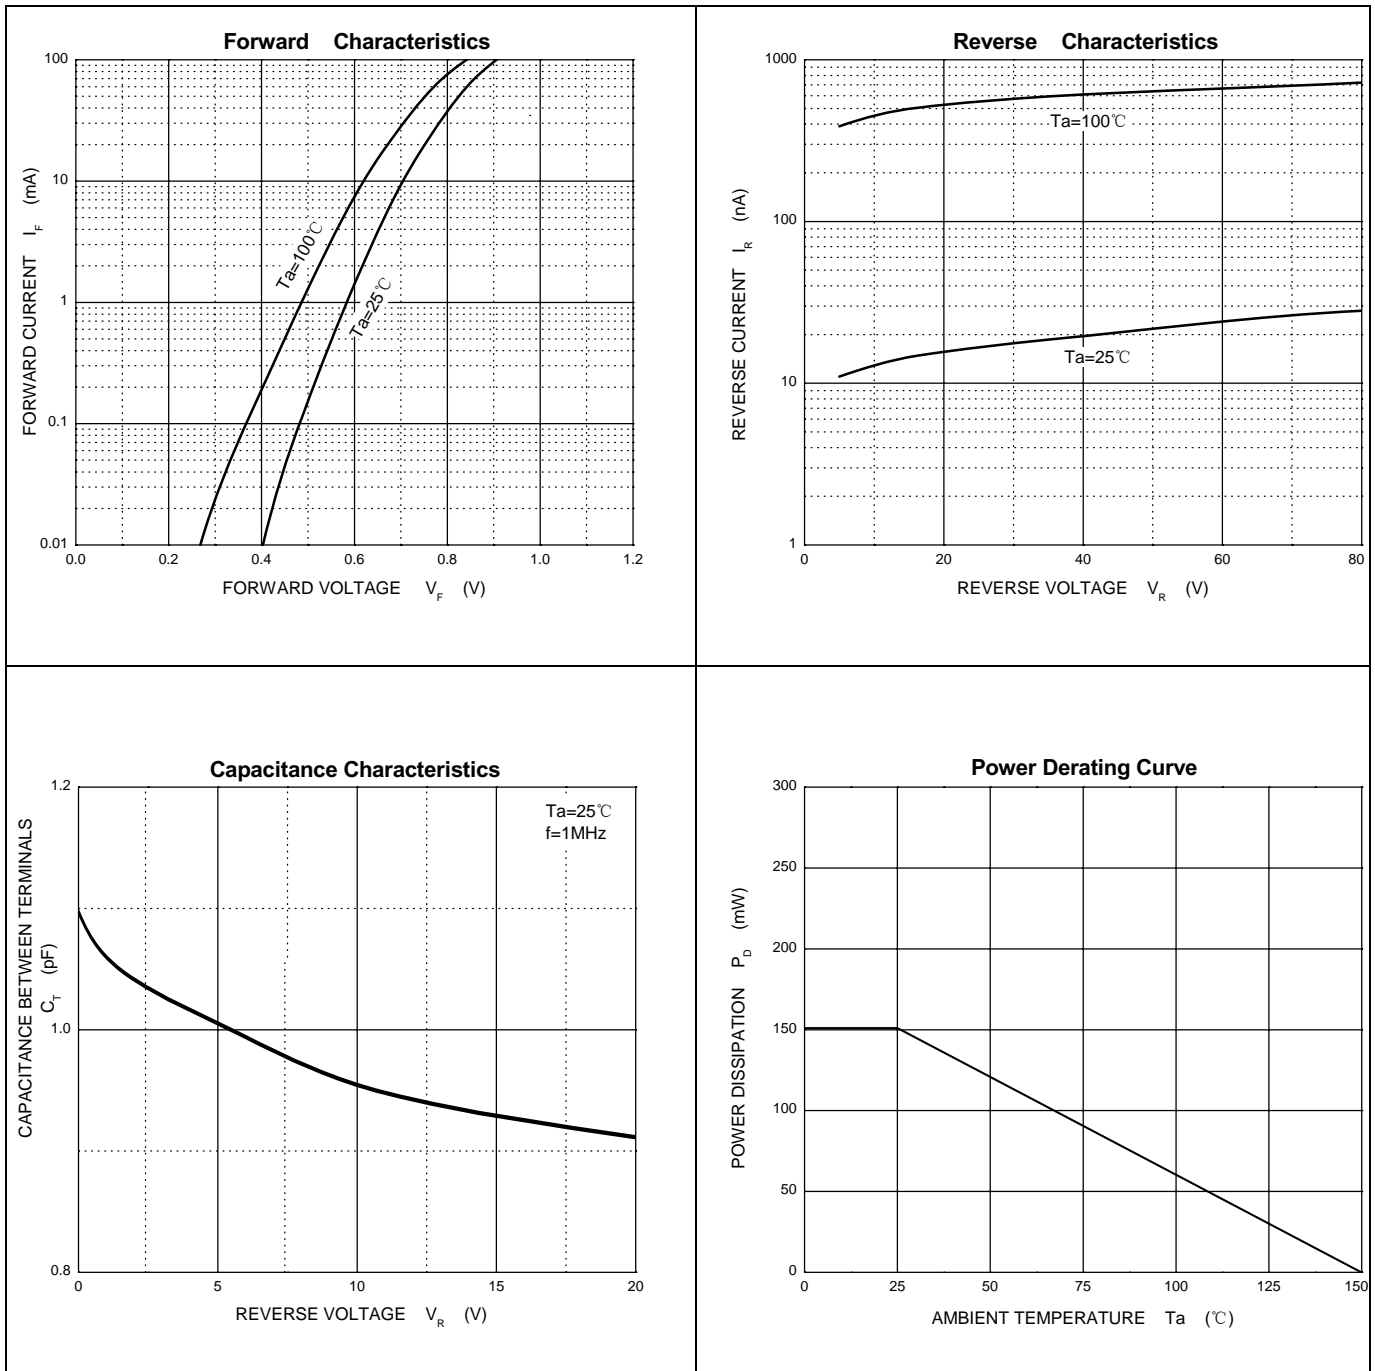 Forward Characteristics
100
10
1
0.1
0.01
0.0
0.2
0.4
0.6
0.8
1.0
1.2
FORWARD CURRENT I_F (mA)
Ta=100℃
Ta=25℃
FORWARD VOLTAGE V_F (V)
Reverse Characteristics
1000
100
10
1
0
20
40
60
80
REVERSE CURRENT I_R (nA)
Ta=100℃
Ta=25℃
REVERSE VOLTAGE V_R (V)
Capacitance Characteristics
1.2
1.0
0.8
0
5
10
15
20
CAPACITANCE BETWEEN TERMINALS
C_T (pF)
Ta=25℃
f=1MHz
REVERSE VOLTAGE V_R (V)
Power Derating Curve
300
250
200
150
100
50
0
0
25
50
75
100
125
150
POWER DISSIPATION P_D (mW)
AMBIENT TEMPERATURE Ta (℃)